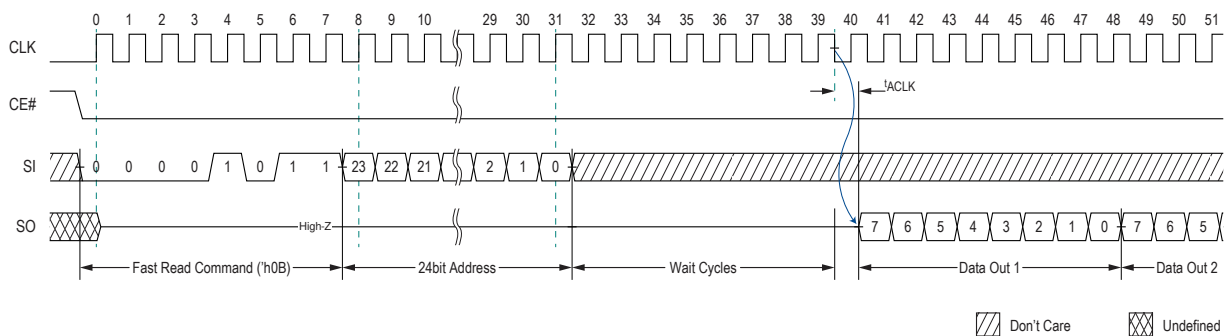 0 1 2 3 4 5 6 7 8 9 10 29 30 31 32 33 34 35 36 37 38 39 40 41 42 43 44 45 46 47 48 49 50 51
CLK
tACLK
CE#
SI 0 0 0 0 1 0 1 1 23 22 21 2 1 0
SO High-Z 7 6 5 4 3 2 1 0 7 6 5
Fast Read Command ('h0B) 24bit Address Wait Cycles Data Out 1 Data Out 2
Don't Care Undefined